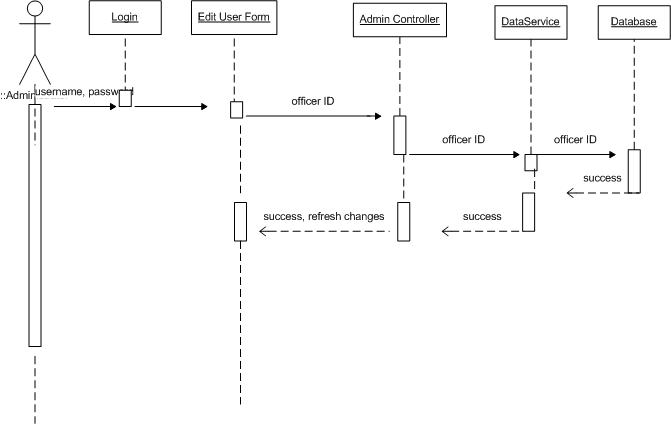 Login
Edit User Form
Admin Controller
DataService
Database
::Admin
username, password
officer ID
officer ID
officer ID
success
success, refresh changes
success